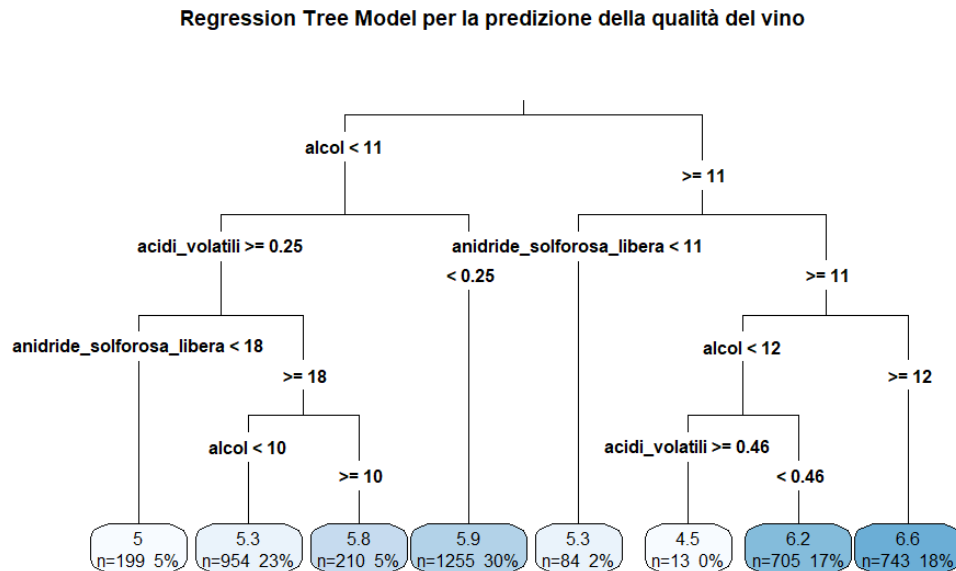 Regression Tree Model per la predizione della qualità del vino
alcol < 11
>= 11
acidi_volatili >= 0.25
anidride_solforosa_libera < 11
< 0.25
>= 11
anidride_solforosa_libera < 18
alcol < 12
>= 18
>= 12
alcol < 10
acidi_volatili >= 0.46
>= 10
< 0.46
5
n=199 5%
5.3
n=954 23%
5.8
n=210 5%
5.9
n=1255 30%
5.3
n=84 2%
4.5
n=13 0%
6.2
n=705 17%
6.6
n=743 18%